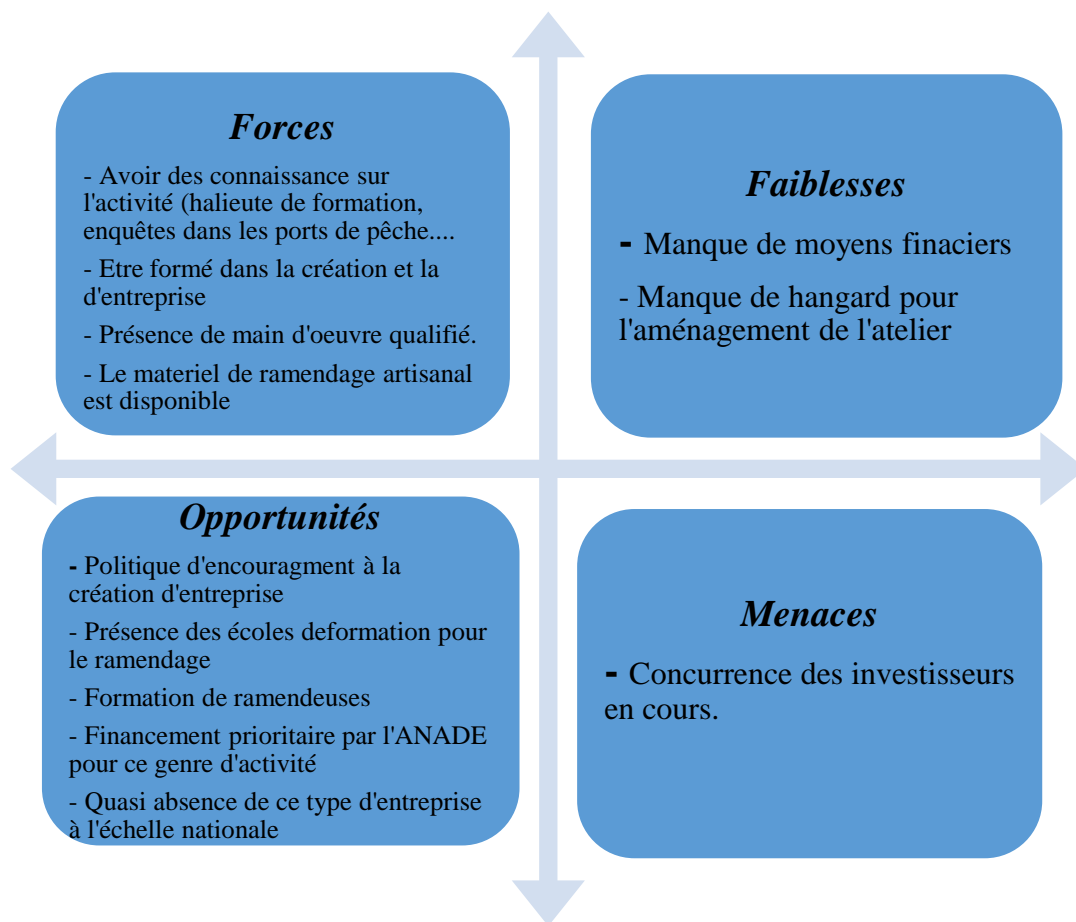 Forces
- Avoir des connaissance sur
l'activité (halieute de formation,
enquêtes dans les ports de pêche....
- Etre formé dans la création et la
d'entreprise
- Présence de main d'oeuvre qualifié.
- Le materiel de ramendage artisanal
est disponible
Faiblesses
- Manque de moyens finaciers
- Manque de hangard pour
l'aménagement de l'atelier
Opportunités
- Politique d'encouragment à la
création d'entreprise
- Présence des écoles deformation pour
le ramendage
- Formation de ramendeuses
- Financement prioritaire par l'ANADE
pour ce genre d'activité
- Quasi absence de ce type d'entreprise
à l'échelle nationale
Menaces
- Concurrence des investisseurs
en cours.